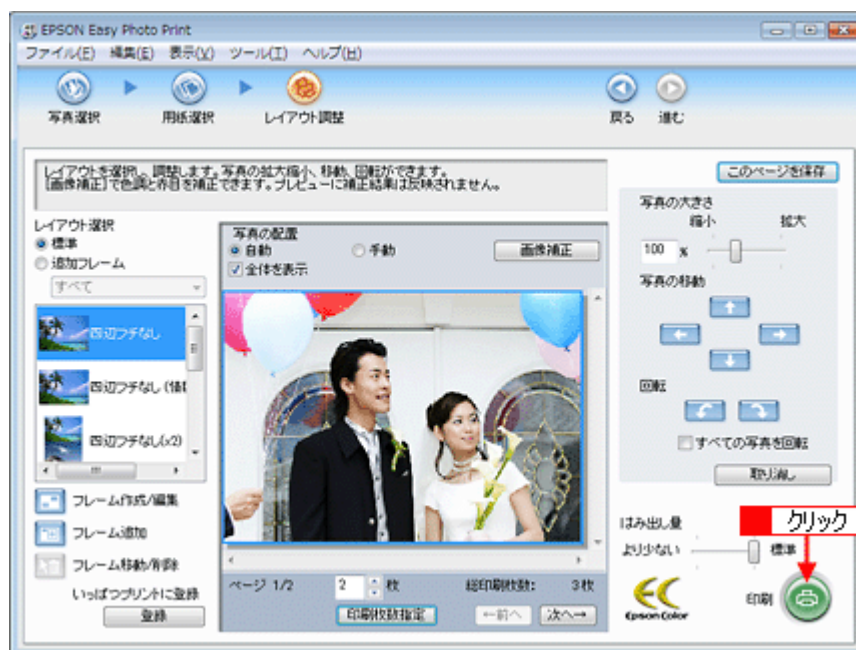 EPSON Easy Photo Print
ファイル(F) 編集(E) 表示(V) ツール(T) ヘルプ(H)
写真選択 用紙選択 レイアウト調整 戻る 進む
レイアウトを選択し、調整します。写真の拡大縮小、移動、回転ができます。
[画像補正]で色調と赤目を補正できます。プレビューに補正結果は反映されません。
このページを保存
レイアウト選択
標準
追加フレーム
すべて
四辺フチなし
四辺フチなし (情報
四辺フチなし(x2)
フレーム作成/編集
フレーム追加
フレーム移動/削除
いっぱつプリントに登録
登録
写真の配置
自動 手動
画像補正
全体を表示
ページ 1/2 2 枚 総印刷枚数: 3枚
印刷枚数指定 ←前へ 次へ→
写真の大きさ
縮小 拡大
100 %
写真の移動
回転
すべての写真を回転
取り消し
はみ出し量
クリック
より少ない 標準
Epson Color
印刷